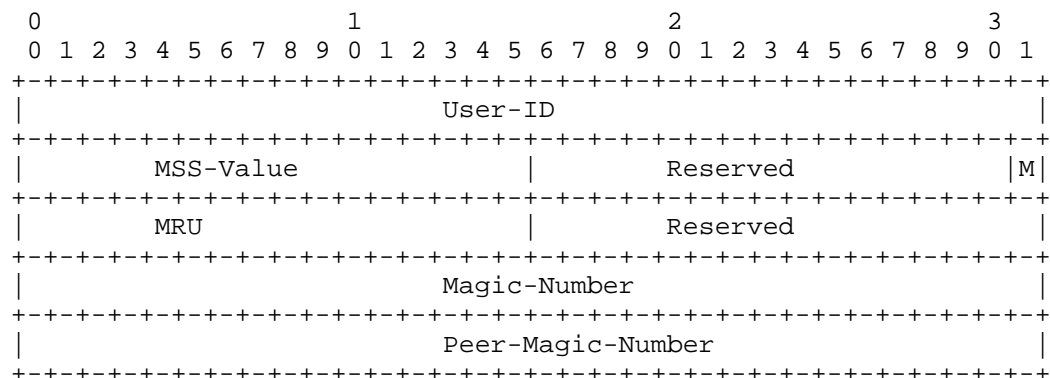 0                   1                   2                   3
 0 1 2 3 4 5 6 7 8 9 0 1 2 3 4 5 6 7 8 9 0 1 2 3 4 5 6 7 8 9 0 1
+-+-+-+-+-+-+-+-+-+-+-+-+-+-+-+-+-+-+-+-+-+-+-+-+-+-+-+-+-+-+-+-+
|                          User-ID                              |
+-+-+-+-+-+-+-+-+-+-+-+-+-+-+-+-+-+-+-+-+-+-+-+-+-+-+-+-+-+-+-+-+
|        MSS-Value              |        Reserved             |M|
+-+-+-+-+-+-+-+-+-+-+-+-+-+-+-+-+-+-+-+-+-+-+-+-+-+-+-+-+-+-+-+-+
|        MRU                    |        Reserved               |
+-+-+-+-+-+-+-+-+-+-+-+-+-+-+-+-+-+-+-+-+-+-+-+-+-+-+-+-+-+-+-+-+
|                          Magic-Number                         |
+-+-+-+-+-+-+-+-+-+-+-+-+-+-+-+-+-+-+-+-+-+-+-+-+-+-+-+-+-+-+-+-+
|                          Peer-Magic-Number                    |
+-+-+-+-+-+-+-+-+-+-+-+-+-+-+-+-+-+-+-+-+-+-+-+-+-+-+-+-+-+-+-+-+